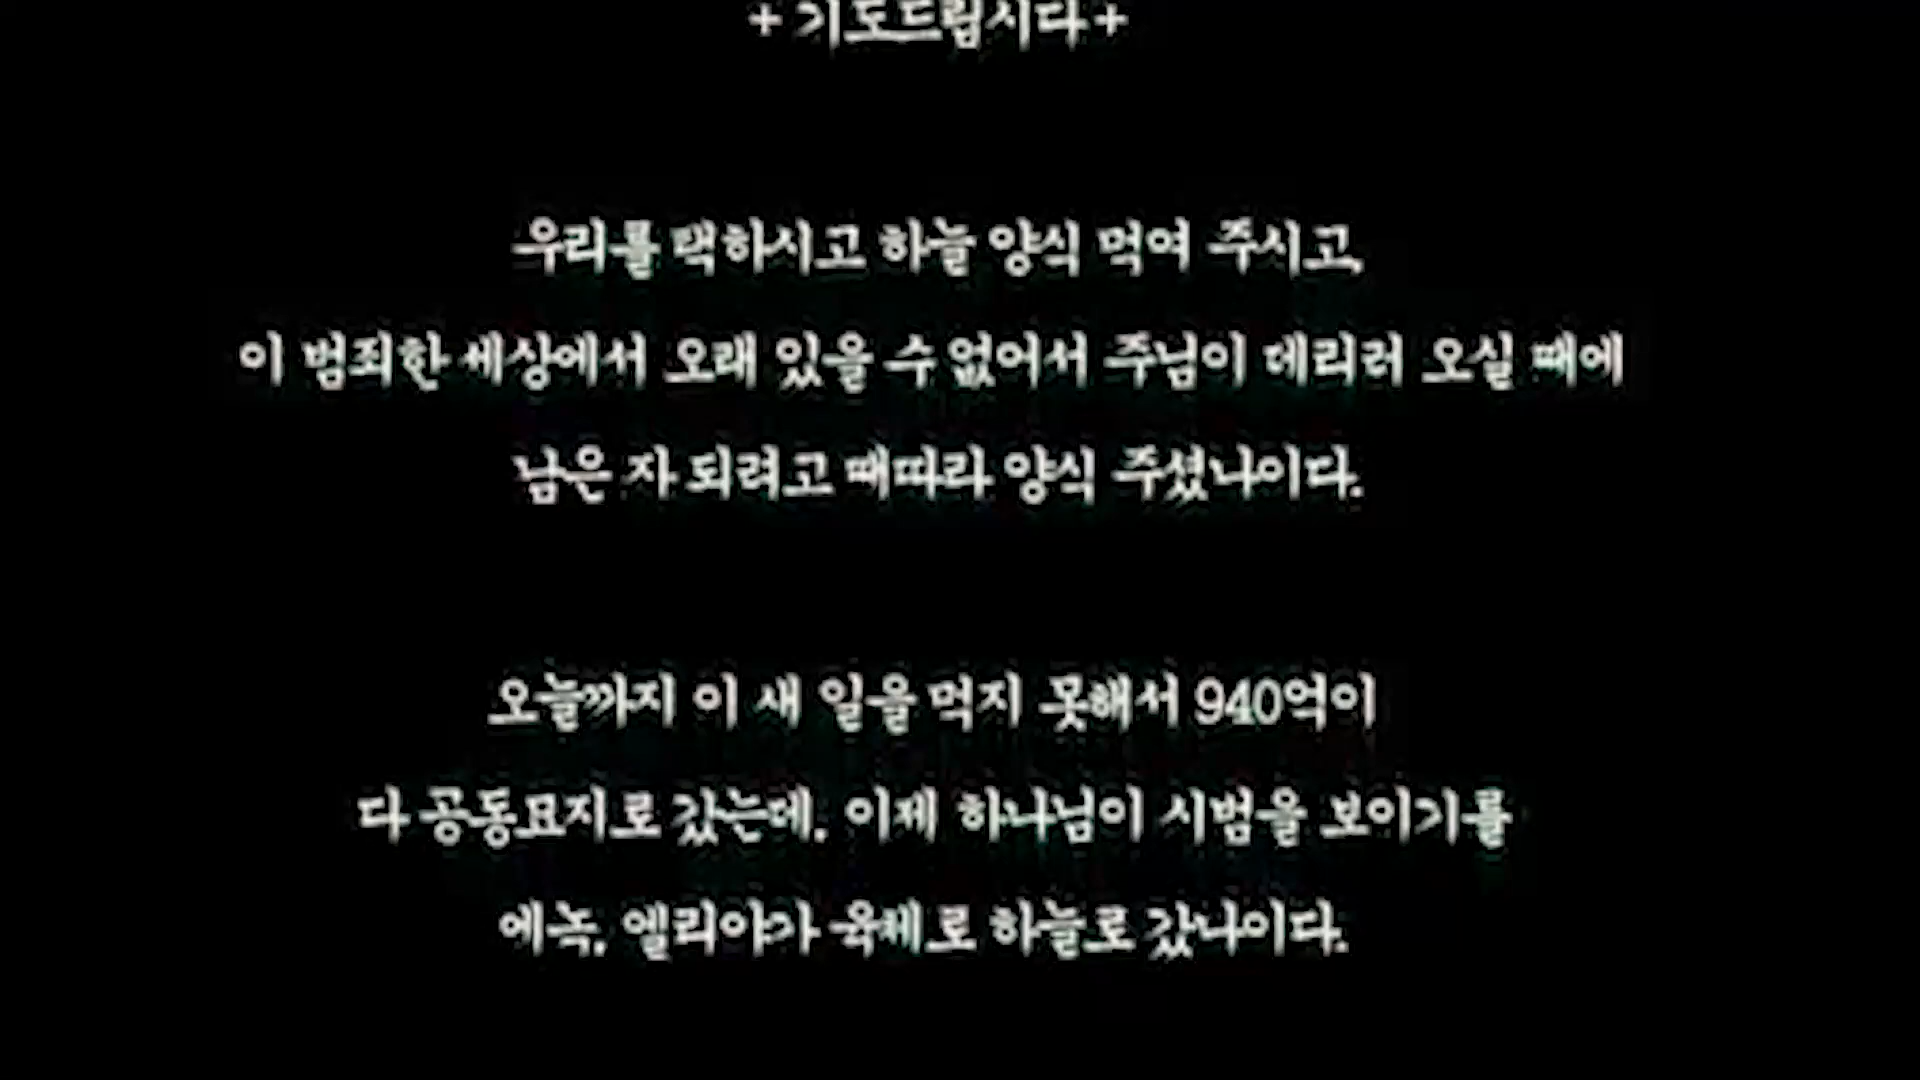 + 기도드립시다 +
우리를 택하시고 하늘 양식 먹여 주시고,
이 범죄한 세상에서 오래 있을 수 없어서 주님이 데리러 오실 때에
남은 자 되려고 때따라 양식 주셨나이다.
오늘까지 이 새 일을 먹지 못해서 940억이
다 공동묘지로 갔는데, 이제 하나님이 시범을 보이기를
에녹, 엘리야가 육체로 하늘로 갔나이다.